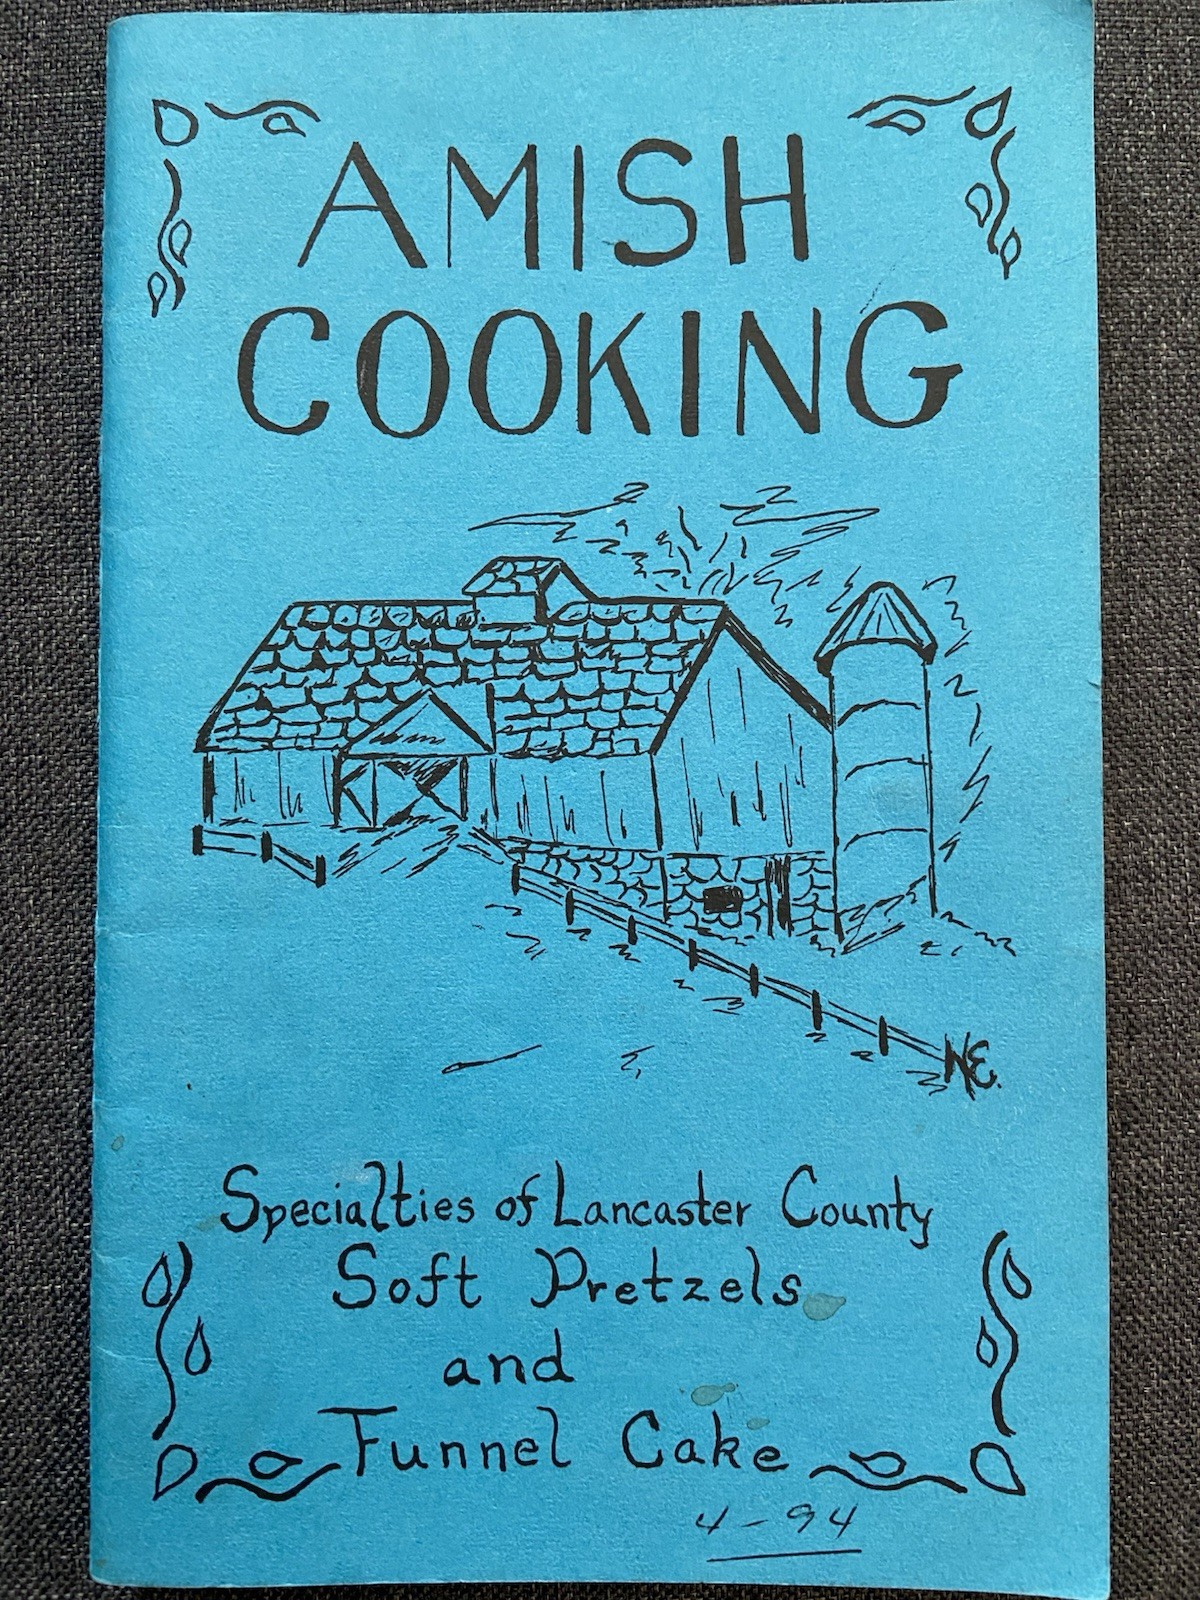 AMISH
COOKING
NE.
Specialties of Lancaster County
Soft Pretzels
and
Funnel Cake
4-94